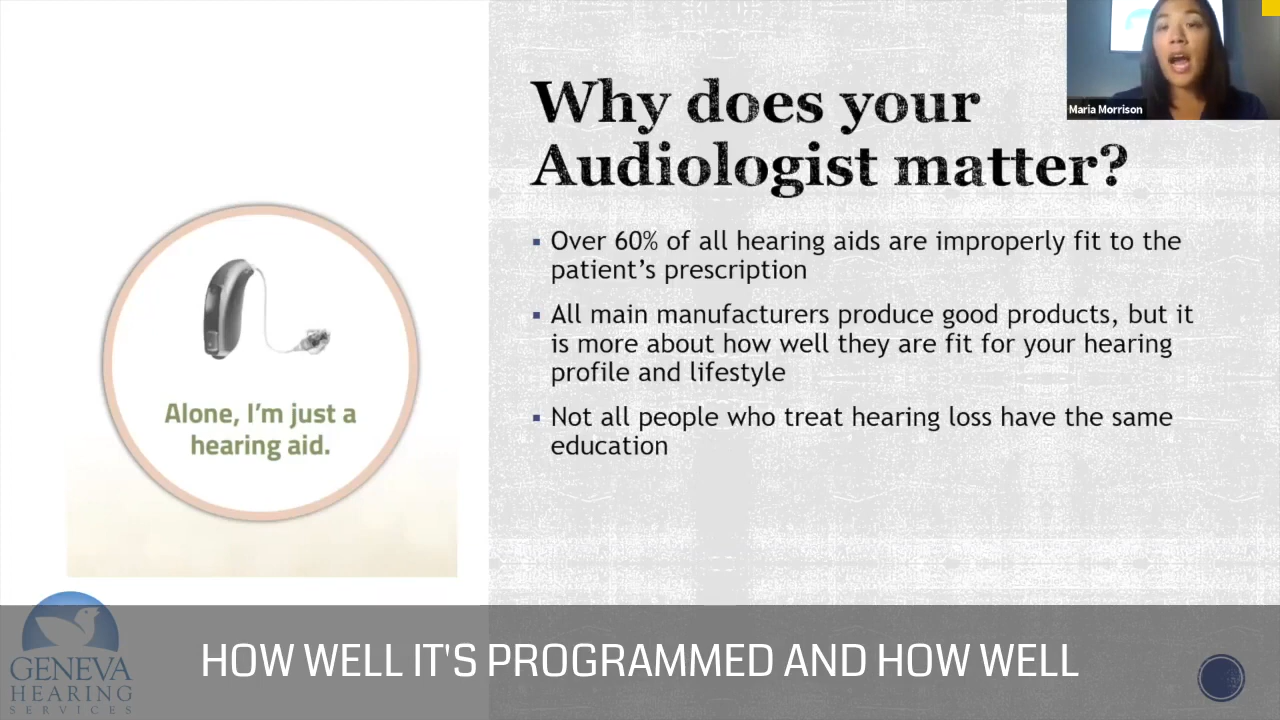 Maria Morrison
Why does your
Audiologist matter?
Over 60% of all hearing aids are improperly fit to the
patient's prescription
All main manufacturers produce good products, but it
is more about how well they are fit for your hearing
profile and lifestyle
Not all people who treat hearing loss have the same
education
Alone, I'm just a
hearing aid.
GENEVA
HEARING
SERVICES
HOW WELL IT'S PROGRAMMED AND HOW WELL